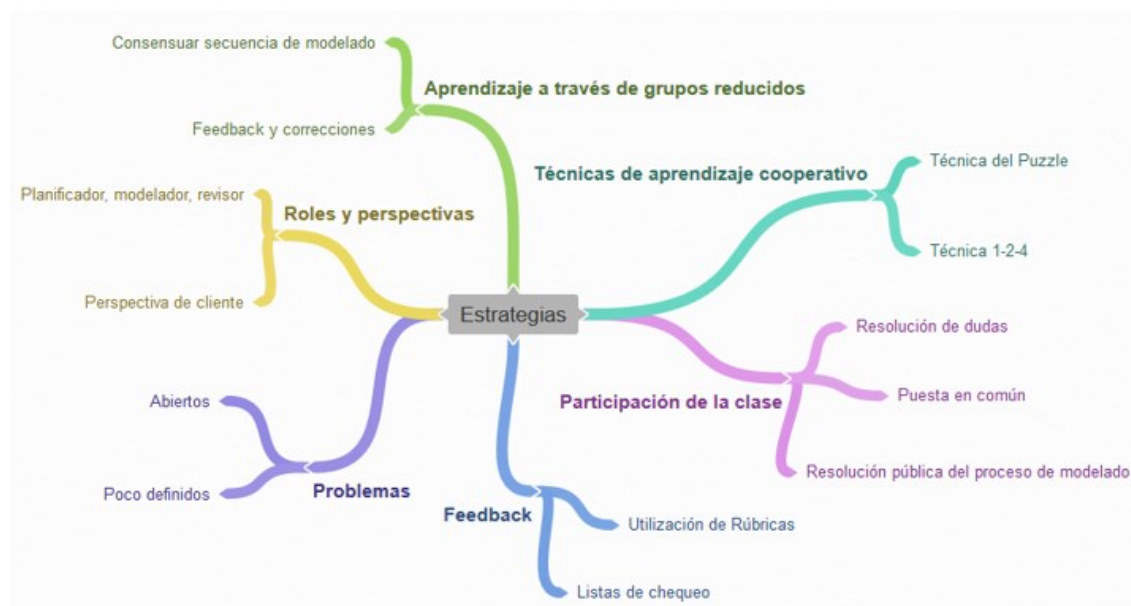 Consensuar secuencia de modelado
Aprendizaje a través de grupos reducidos
Feedback y correcciones
Técnica del Puzzle
Técnicas de aprendizaje cooperativo
Planificador, modelador, revisor
Roles y perspectivas
Técnica 1-2-4
Perspectiva de cliente
Estrategias
Resolución de dudas
Puesta en común
Abiertos
Participación de la clase
Resolución pública del proceso de modelado
Poco definidos
Problemas
Feedback
Utilización de Rúbricas
Listas de chequeo